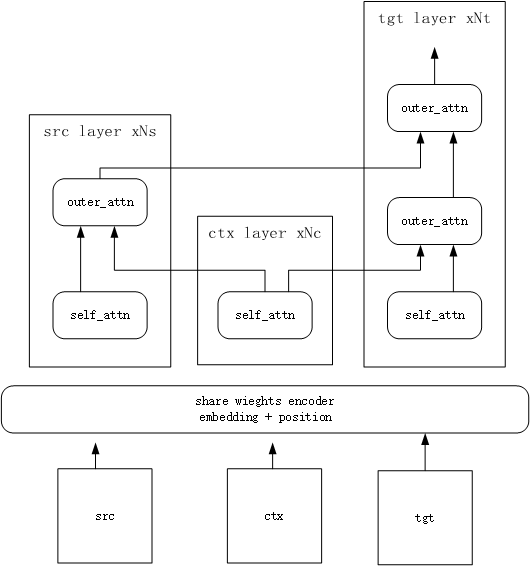 tgt layer xNt
outer_attn
src layer xNs
outer_attn
outer_attn
ctx layer xNc
self_attn
self_attn
self_attn
share wieghts encoder
embedding + position
src
ctx
tgt